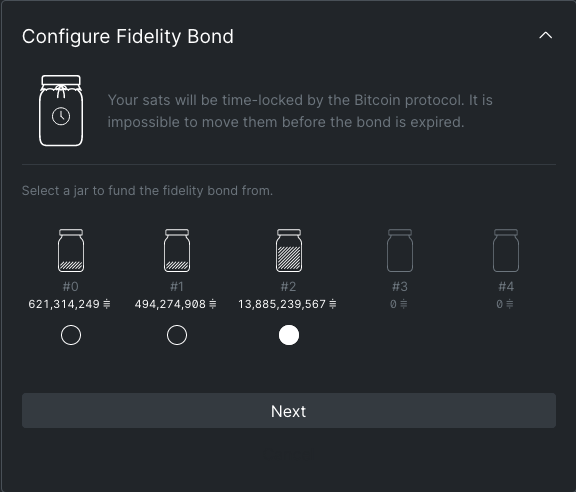 Configure Fidelity Bond
Your sats will be time-locked by the Bitcoin protocol. It is
impossible to move them before the bond is expired.
Select a jar to fund the fidelity bond from.
#0 #1 #2 #3 #4
621,314,249 494,274,908 13,885,239,567 0 0
Next